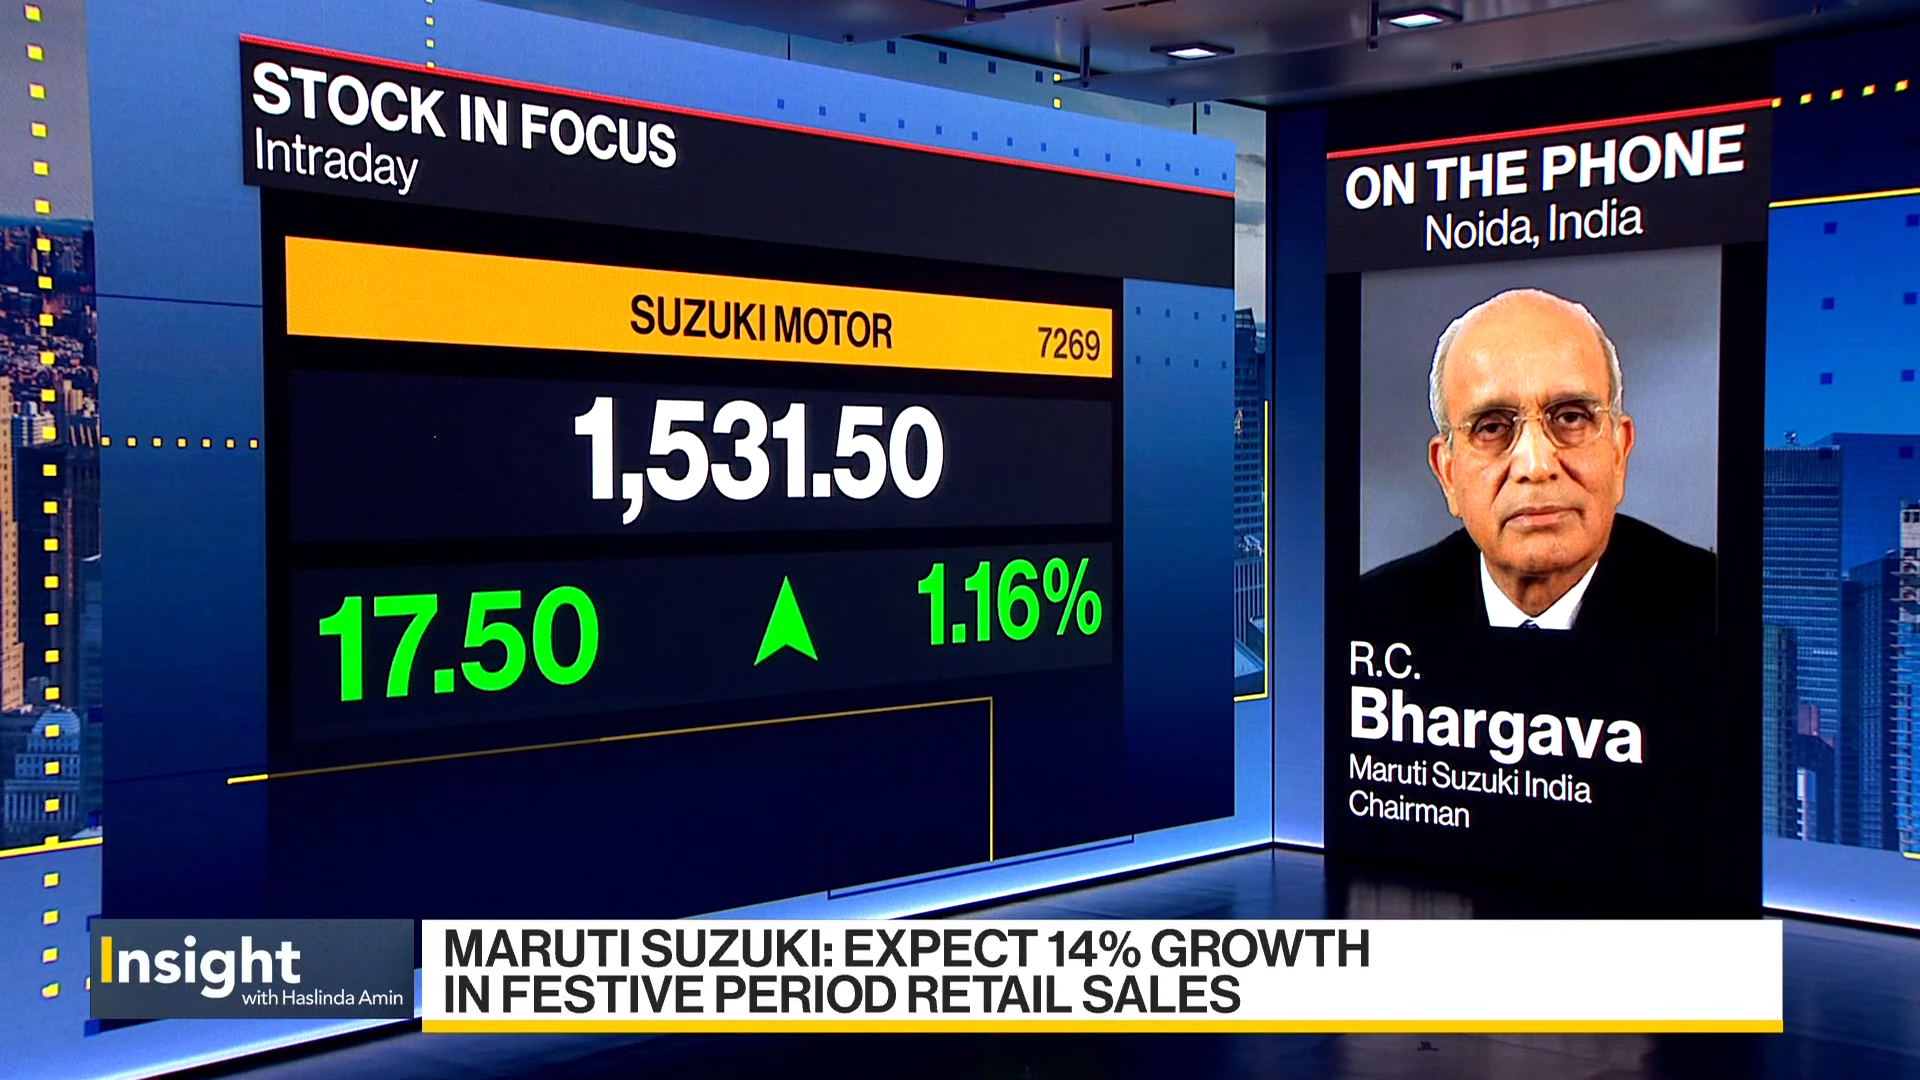 STOCK IN FOCUS
Intraday
SUZUKI MOTOR 7269
1,531.50
17.50 1.16%
ON THE PHONE
Noida, India
R.C.
Bhargava
Maruti Suzuki India
Chairman
Insight
with Haslinda Amin
MARUTI SUZUKI: EXPECT 14% GROWTH
IN FESTIVE PERIOD RETAIL SALES